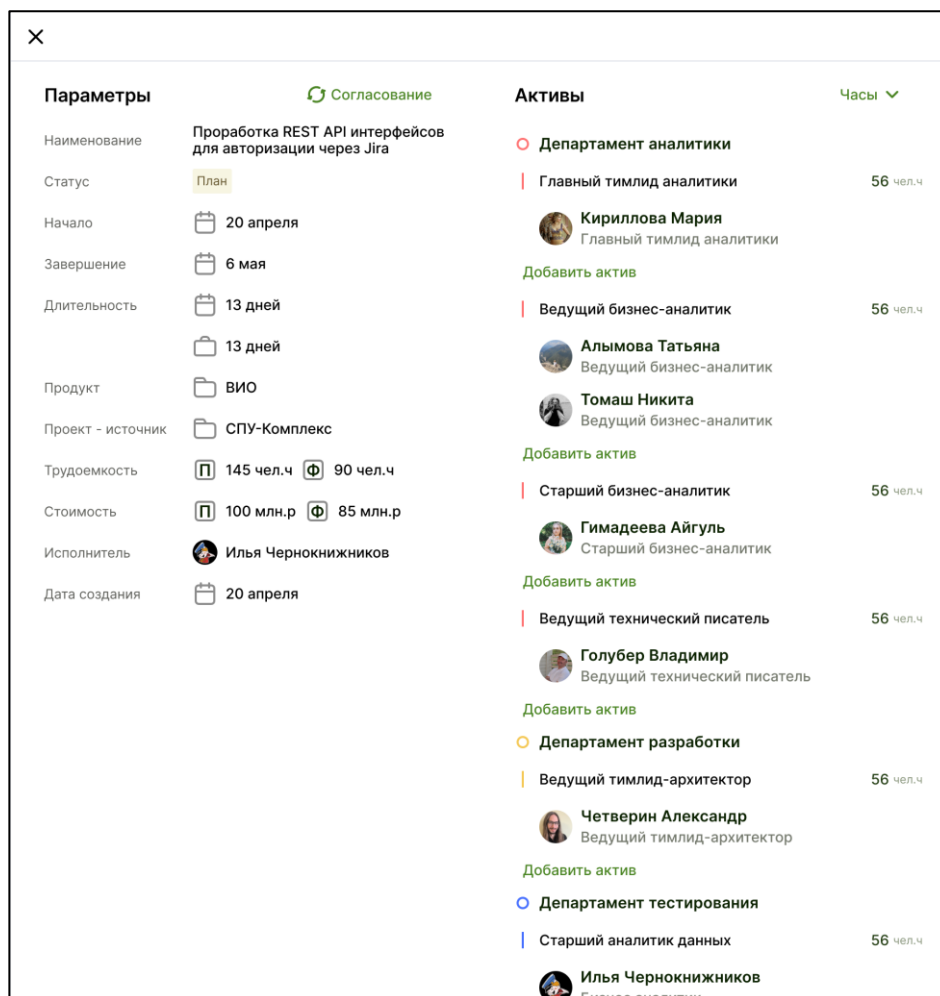 Параметры
Согласование
Наименование
Проработка REST API интерфейсов
для авторизации через Jira
Статус
План
Начало
20 апреля
Завершение
6 мая
Длительность
13 дней
13 дней
Продукт
ВИО
Проект - источник
СПУ-Комплекс
Трудоемкость
П 145 чел.ч Ф 90 чел.ч
Стоимость
П 100 млн.р Ф 85 млн.р
Исполнитель
Илья Чернокнижников
Дата создания
20 апреля
Активы
Часы
Департамент аналитики
Главный тимлид аналитики 56 чел.ч
Кириллова Мария
Главный тимлид аналитики
Добавить актив
Ведущий бизнес-аналитик 56 чел.ч
Алымова Татьяна
Ведущий бизнес-аналитик
Томаш Никита
Ведущий бизнес-аналитик
Добавить актив
Старший бизнес-аналитик 56 чел.ч
Гимадеева Айгуль
Старший бизнес-аналитик
Добавить актив
Ведущий технический писатель 56 чел.ч
Голубер Владимир
Ведущий технический писатель
Добавить актив
Департамент разработки
Ведущий тимлид-архитектор 56 чел.ч
Четверин Александр
Ведущий тимлид-архитектор
Добавить актив
Департамент тестирования
Старший аналитик данных 56 чел.ч
Илья Чернокнижников